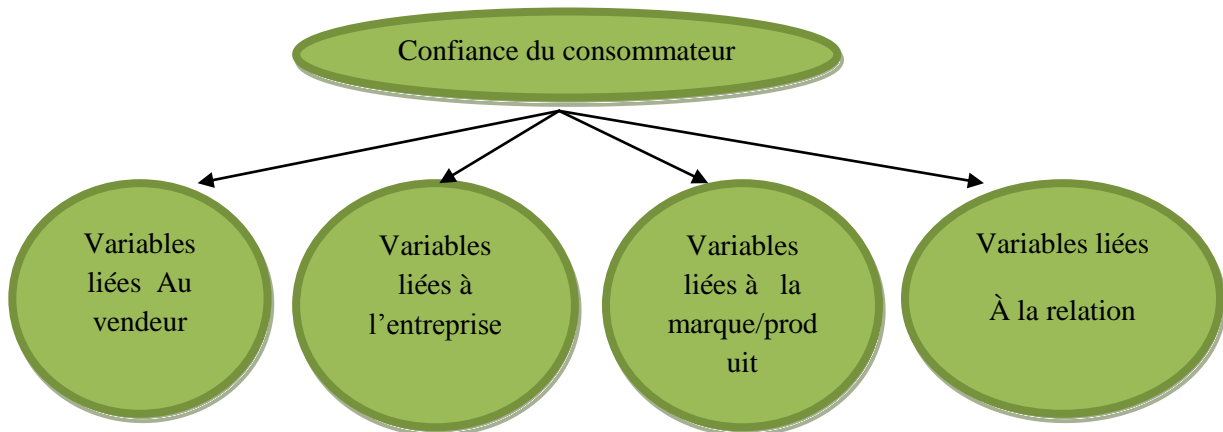 Confiance du consommateur
Variables
liées Au
vendeur
Variables
liées à
l’entreprise
Variables
liées à la
marque/prod
uit
Variables liées
À la relation